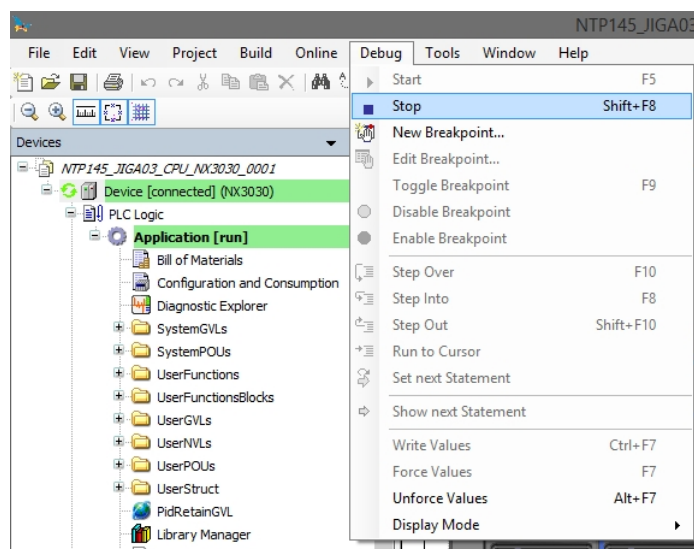 NTP145_JIGA03
File Edit View Project Build Online Debug Tools Window Help
Devices
NTP145_JIGA03_CPU_NX3030_0001
Device [connected] (NX3030)
PLC Logic
Application [run]
Bill of Materials
Configuration and Consumption
Diagnostic Explorer
SystemGVLs
SystemPOUs
UserFunctions
UserFunctionsBlocks
UserGVLs
UserNVLs
UserPOUs
UserStruct
PidRetainGVL
Library Manager
Start F5
Stop Shift+F8
New Breakpoint...
Edit Breakpoint...
Toggle Breakpoint F9
Disable Breakpoint
Enable Breakpoint
Step Over F10
Step Into F8
Step Out Shift+F10
Run to Cursor
Set next Statement
Show next Statement
Write Values Ctrl+F7
Force Values F7
Unforce Values Alt+F7
Display Mode